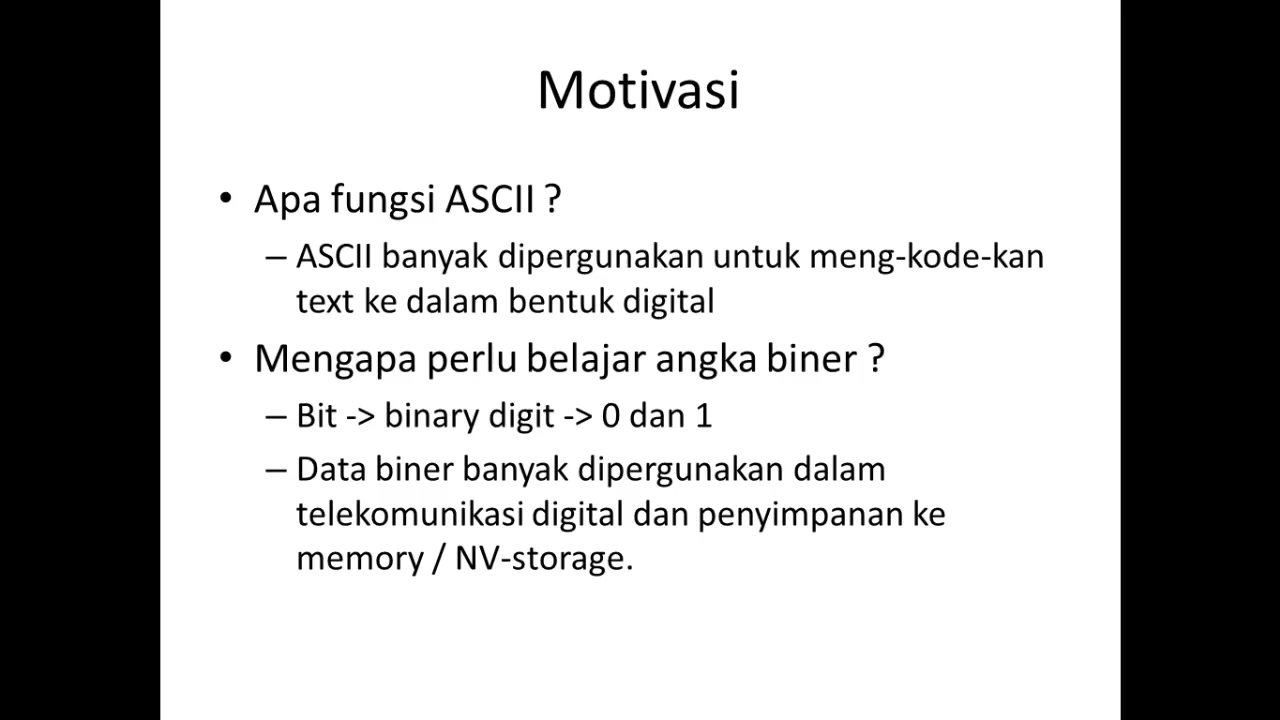 Motivasi
• Apa fungsi ASCII ?
– ASCII banyak dipergunakan untuk meng-kode-kan
text ke dalam bentuk digital
• Mengapa perlu belajar angka biner ?
– Bit -> binary digit -> 0 dan 1
– Data biner banyak dipergunakan dalam
telekomunikasi digital dan penyimpanan ke
memory / NV-storage.